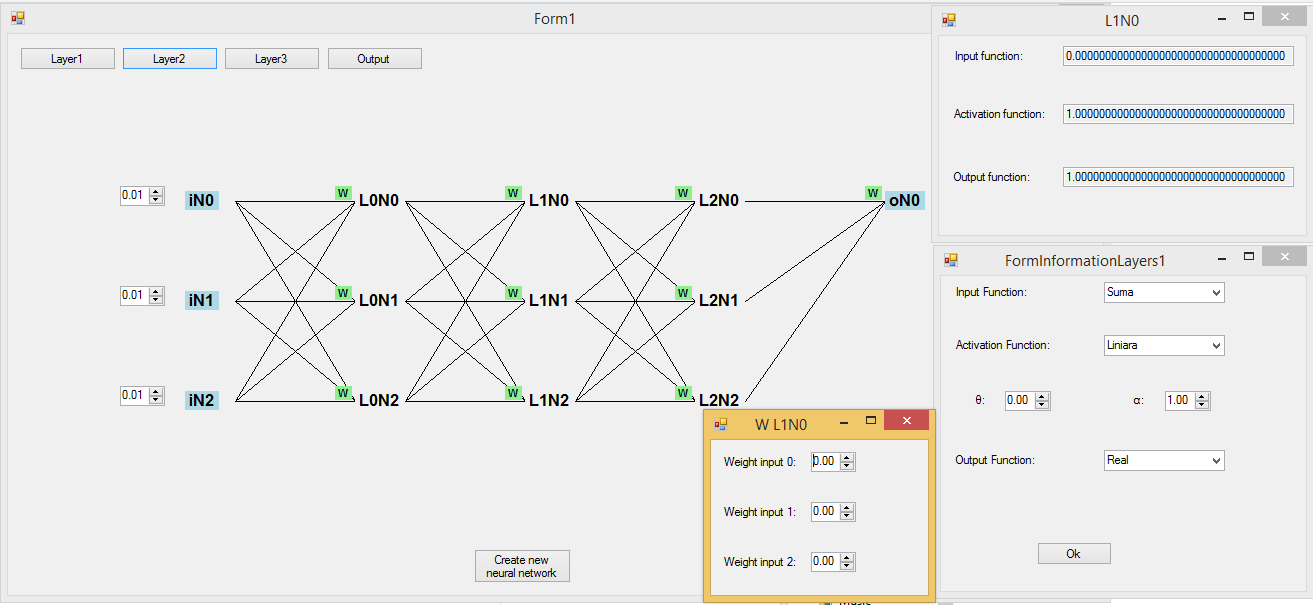 Form1
Layer1
Layer2
Layer3
Output
0.01
iN0
W
L0N0
W
L1N0
W
L2N0
W
oN0
0.01
iN1
W
L0N1
W
L1N1
W
L2N1
0.01
iN2
W
L0N2
W
L1N2
W
L2N2
Create new
neural network
L1N0
Input function:
0.00000000000000000000000000000000000
Activation function:
1.00000000000000000000000000000000000
Output function:
1.00000000000000000000000000000000000
FormInformationLayers1
Input Function:
Suma
Activation Function:
Liniara
θ:
0.00
α:
1.00
Output Function:
Real
Ok
W L1N0
Weight input 0:
0.00
Weight input 1:
0.00
Weight input 2:
0.00